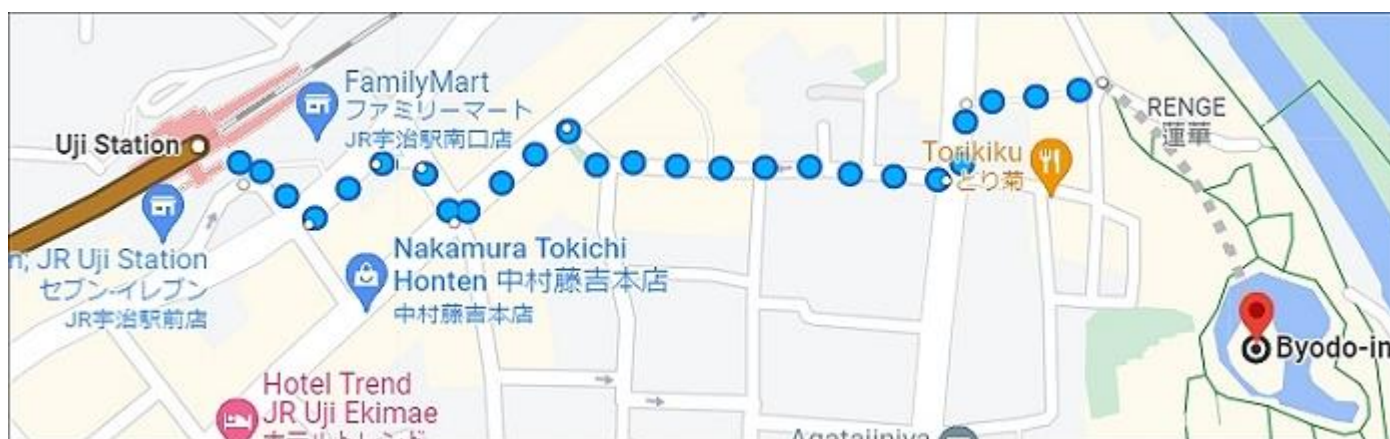 Uji Station
FamilyMart
ファミリーマート
JR宇治駅南口店
RENGE
蓮華
Torikiku
とり菊
n; JR Uji Station
セブン-イレブン
JR宇治駅前店
Nakamura Tokichi
Honten 中村藤吉本店
中村藤吉本店
Byodo-in
Hotel Trend
JR Uji Ekimae